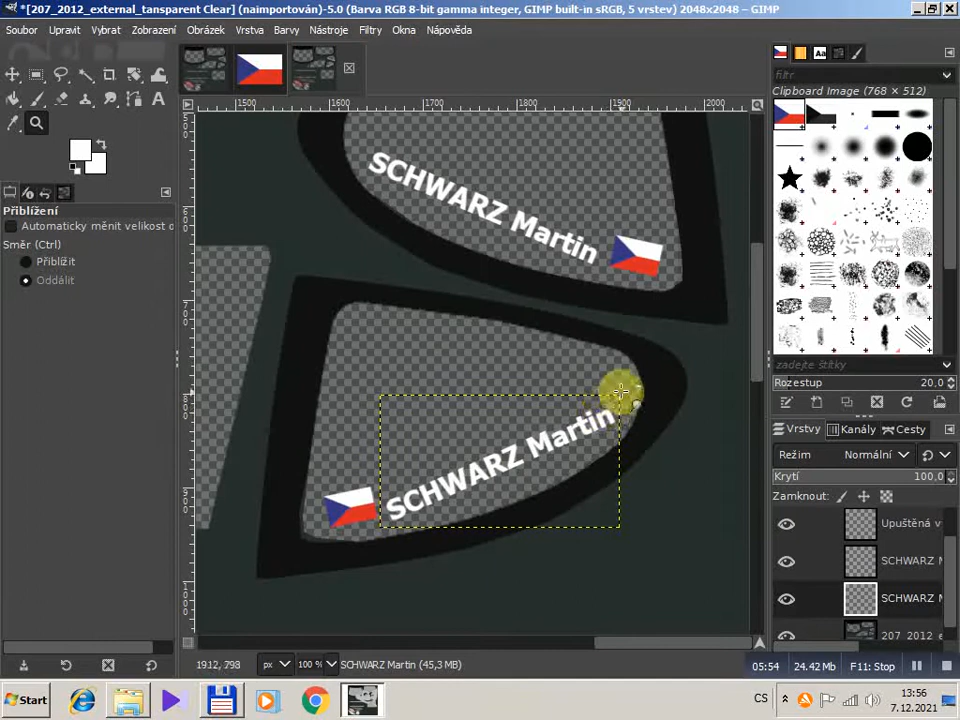 *[207_2012_external_tansparent Clear] (naimportován)-5.0 (Barva RGB 8-bit gamma integer, GIMP built-in sRGB, 5 vrstev) 2048x2048 – GIMP
Soubor Upravit Vybrat Zobrazení Obrázek Vrstva Barvy Nástroje Filtry Okna Nápověda
filtr
Clipboard Image (768 × 512)
1500 1600 1700 1800 1900 2000
SCHWARZ Martin
Přiblížení
Automaticky měnit velikost o
Směr (Ctrl)
Přiblížit
Oddálit
SCHWARZ Martin
zadejte štítky
Rozestup 20,0
Vrstvy Kanály Cesty
Režim Normální
Krytí 100,0
Zamknout:
Upuštěná v
SCHWARZ M
SCHWARZ M
207_2012_e
1912, 798 px 100 % SCHWARZ Martin (45,3 MB)
05:54 24.42 Mb F11: Stop
Start CS 13:56
7.12.2021